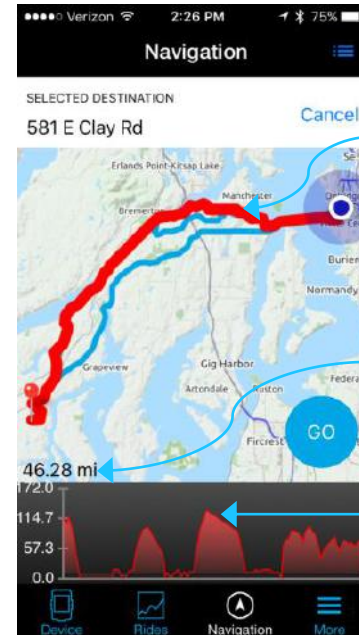 Verizon 2:26 PM 75%
Navigation
SELECTED DESTINATION
581 E Clay Rd
Cancel
Erlands Point-Kitsap Lake
Se
Manchester
Bremerton
Burien
Normandy
Grapeview
Gig Harbor
Artondale
Ruston
Federa
Fircrest
GO
46.28 mi
172.0
114.7
57.3
0.0
Device Rides Navigation More